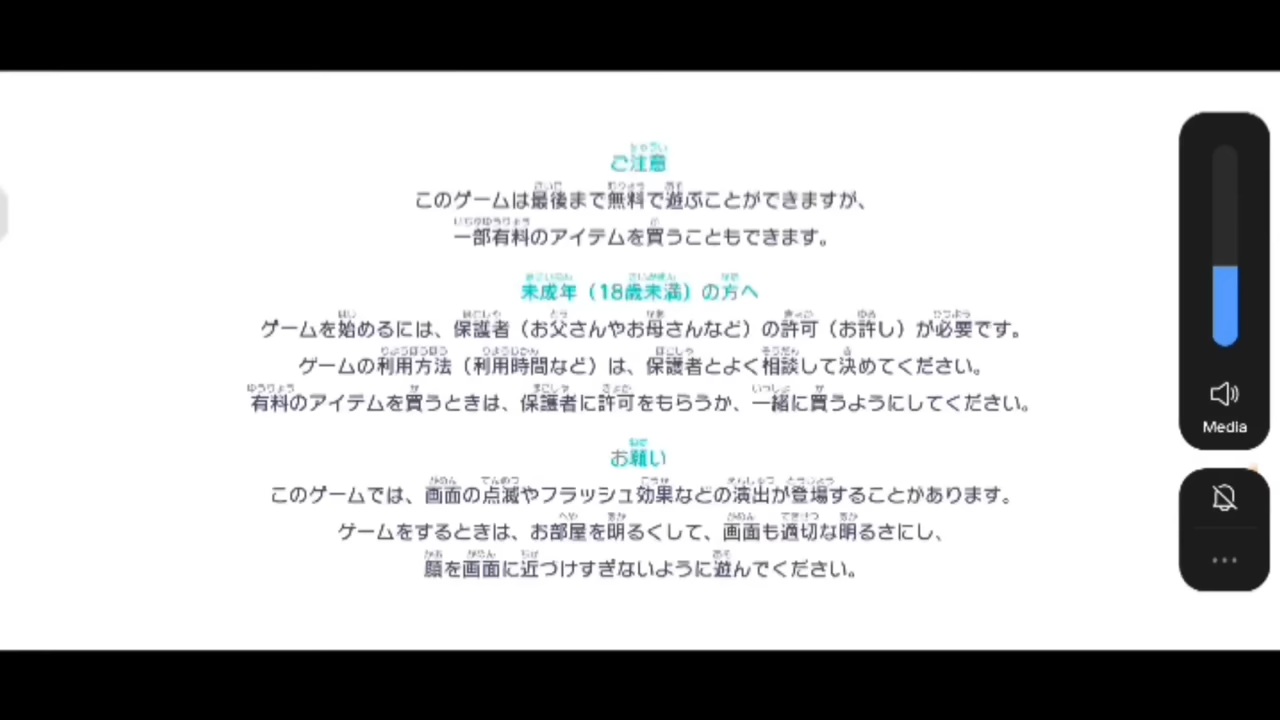 ご注意
このゲームは最後まで無料で遊ぶことができますが、
一部有料のアイテムを買うこともできます。
未成年（18歳未満）の方へ
ゲームを始めるには、保護者（お父さんやお母さんなど）の許可（お許し）が必要です。
ゲームの利用方法（利用時間など）は、保護者とよく相談して決めてください。
有料のアイテムを買うときは、保護者に許可をもらうか、一緒に買うようにしてください。
お願い
このゲームでは、画面の点滅やフラッシュ効果などの演出が登場することがあります。
ゲームをするときは、お部屋を明るくして、画面も適切な明るさにし、
顔を画面に近づけすぎないように遊んでください。
Media